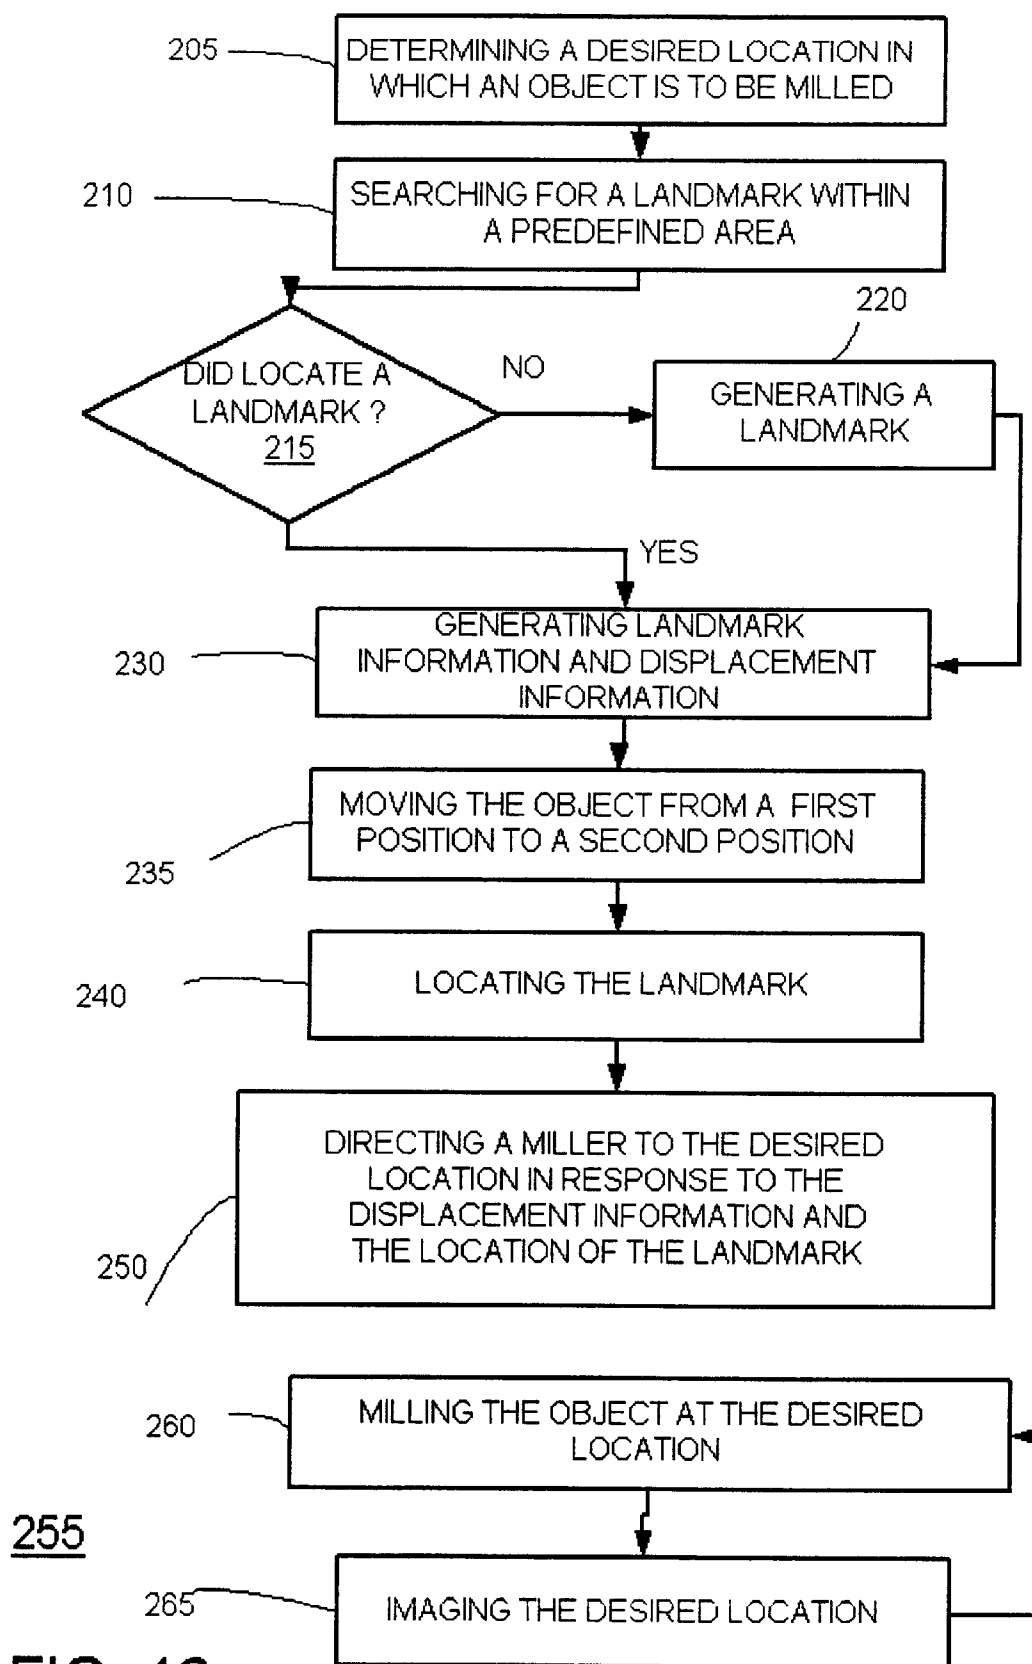 205
DETERMINING A DESIRED LOCATION IN
WHICH AN OBJECT IS TO BE MILLED
210
SEARCHING FOR A LANDMARK WITHIN
A PREDEFINED AREA
220
DID LOCATE A
LANDMARK ?
215
NO
GENERATING A
LANDMARK
YES
230
GENERATING LANDMARK
INFORMATION AND DISPLACEMENT
INFORMATION
235
MOVING THE OBJECT FROM A FIRST
POSITION TO A SECOND POSITION
240
LOCATING THE LANDMARK
250
DIRECTING A MILLER TO THE DESIRED
LOCATION IN RESPONSE TO THE
DISPLACEMENT INFORMATION AND
THE LOCATION OF THE LANDMARK
260
MILLING THE OBJECT AT THE DESIRED
LOCATION
255
265
IMAGING THE DESIRED LOCATION
FIG.